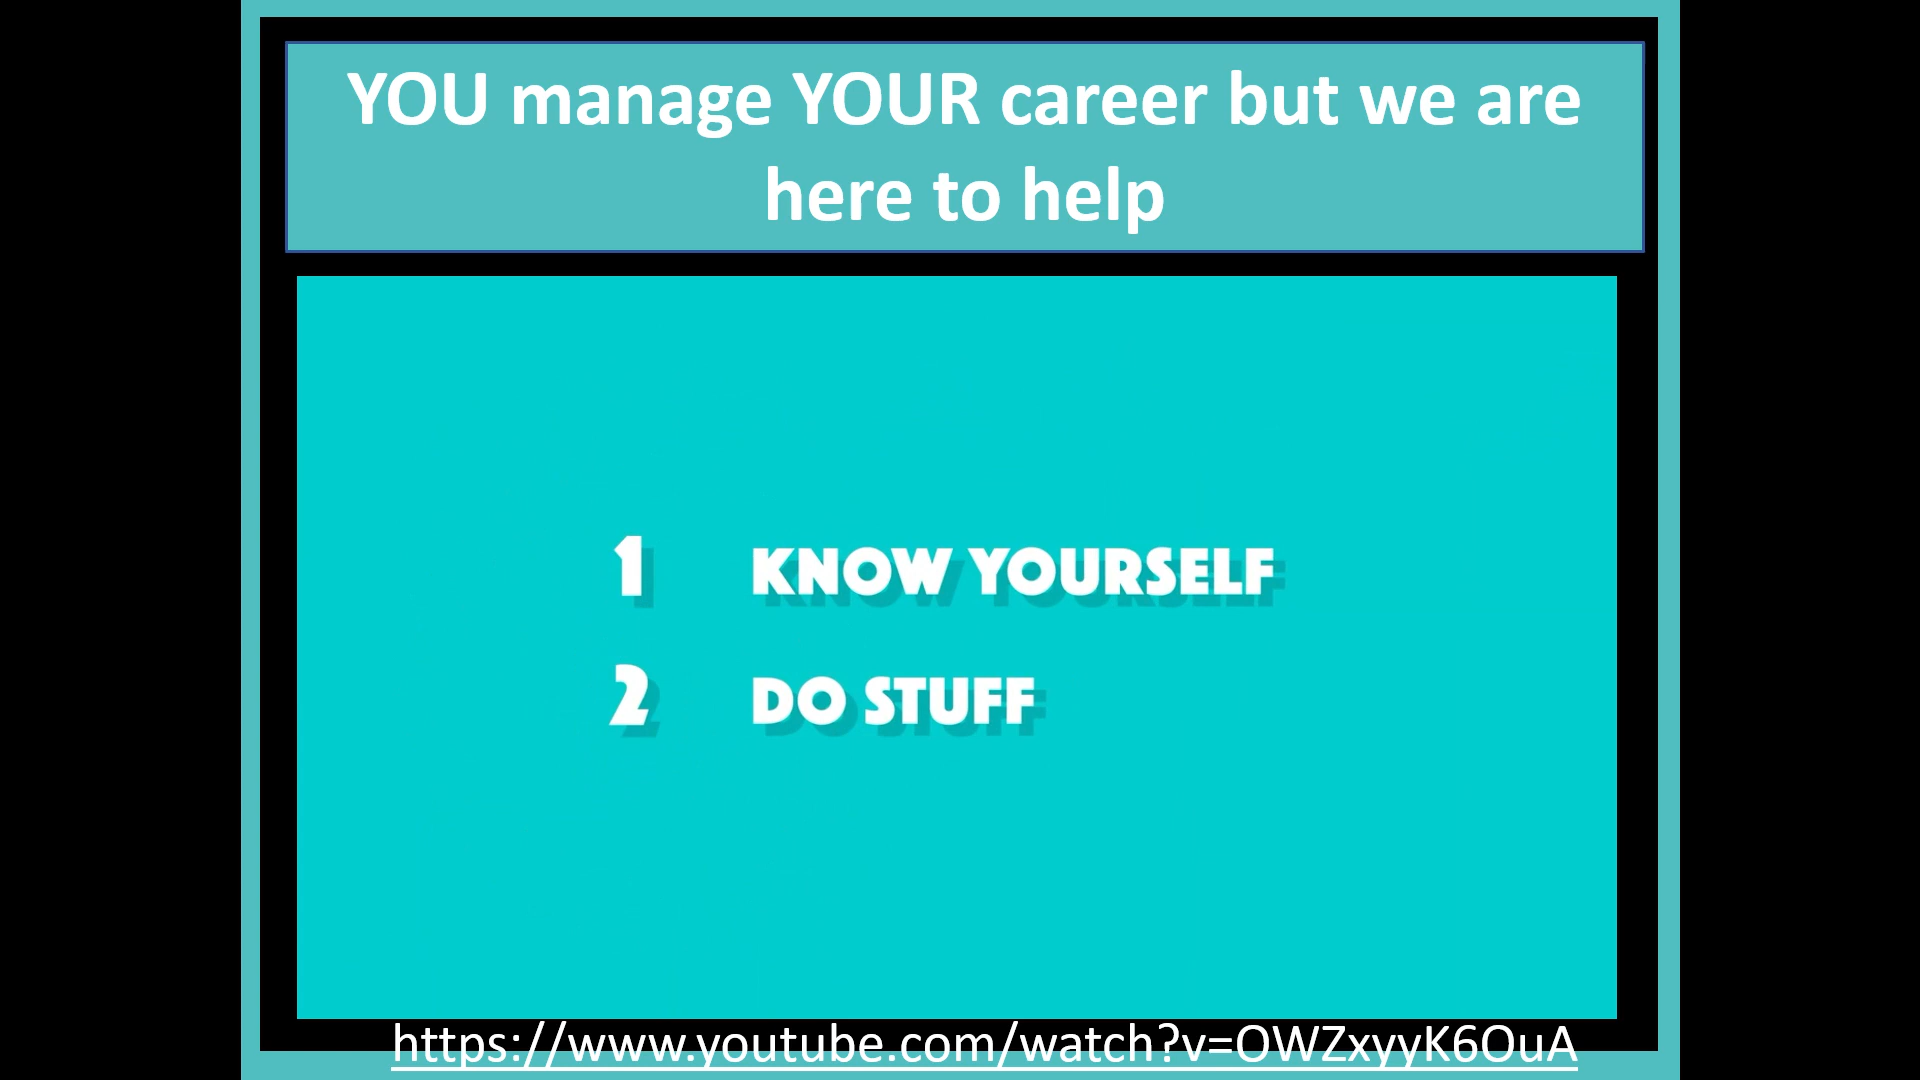 YOU manage YOUR career but we are
here to help
1 KNOW YOURSELF
2 DO STUFF
https://www.youtube.com/watch?v=OWZxyyK6OuA